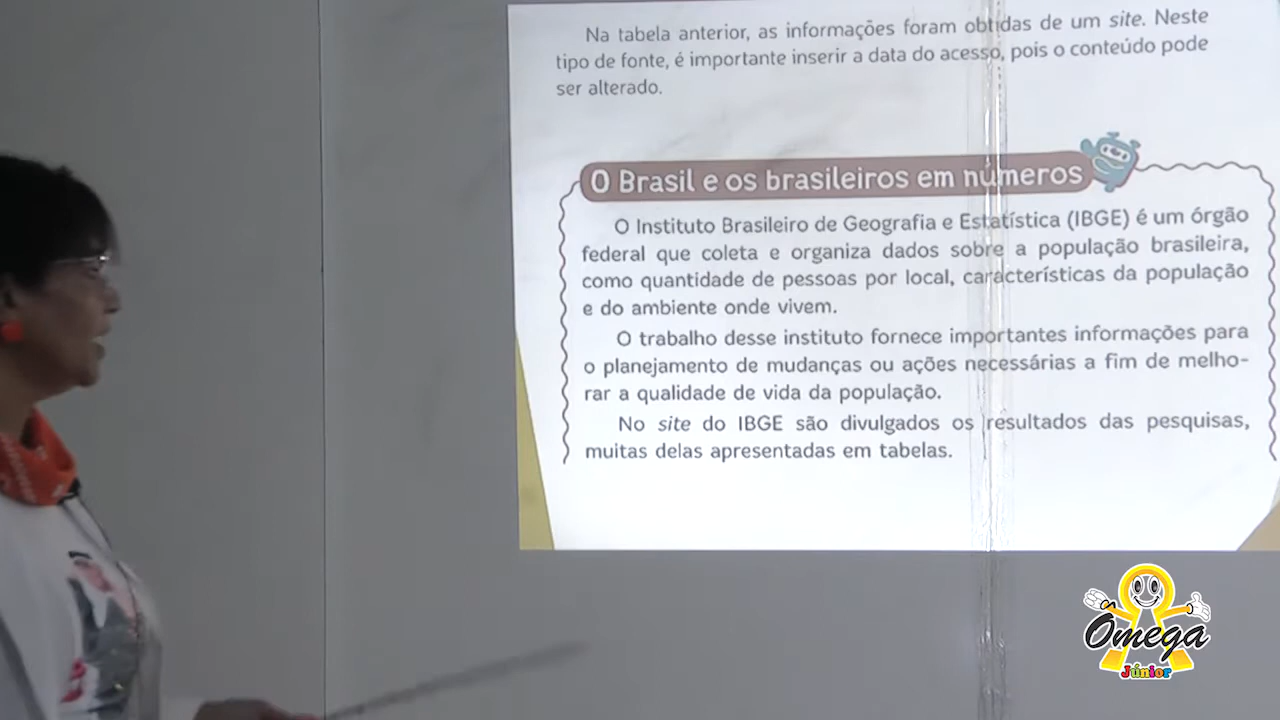 Na tabela anterior, as informações foram obtidas de um site. Neste
tipo de fonte, é importante inserir a data do acesso, pois o conteúdo pode
ser alterado.
O Brasil e os brasileiros em números
O Instituto Brasileiro de Geografia e Estatística (IBGE) é um órgão
federal que coleta e organiza dados sobre a população brasileira,
como quantidade de pessoas por local, características da população
e do ambiente onde vivem.
O trabalho desse instituto fornece importantes informações para
o planejamento de mudanças ou ações necessárias a fim de melho-
rar a qualidade de vida da população.
No site do IBGE são divulgados os resultados das pesquisas,
muitas delas apresentadas em tabelas.
Ômega
Júnior